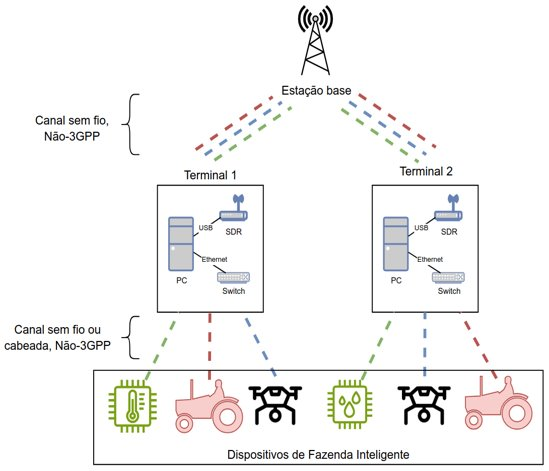 Estação base
Canal sem fio,
Não-3GPP
Terminal 1
Terminal 2
USB
SDR
Ethernet
PC
Switch
USB
SDR
Ethernet
PC
Switch
Canal sem fio ou
cabeada, Não-3GPP
Dispositivos de Fazenda Inteligente